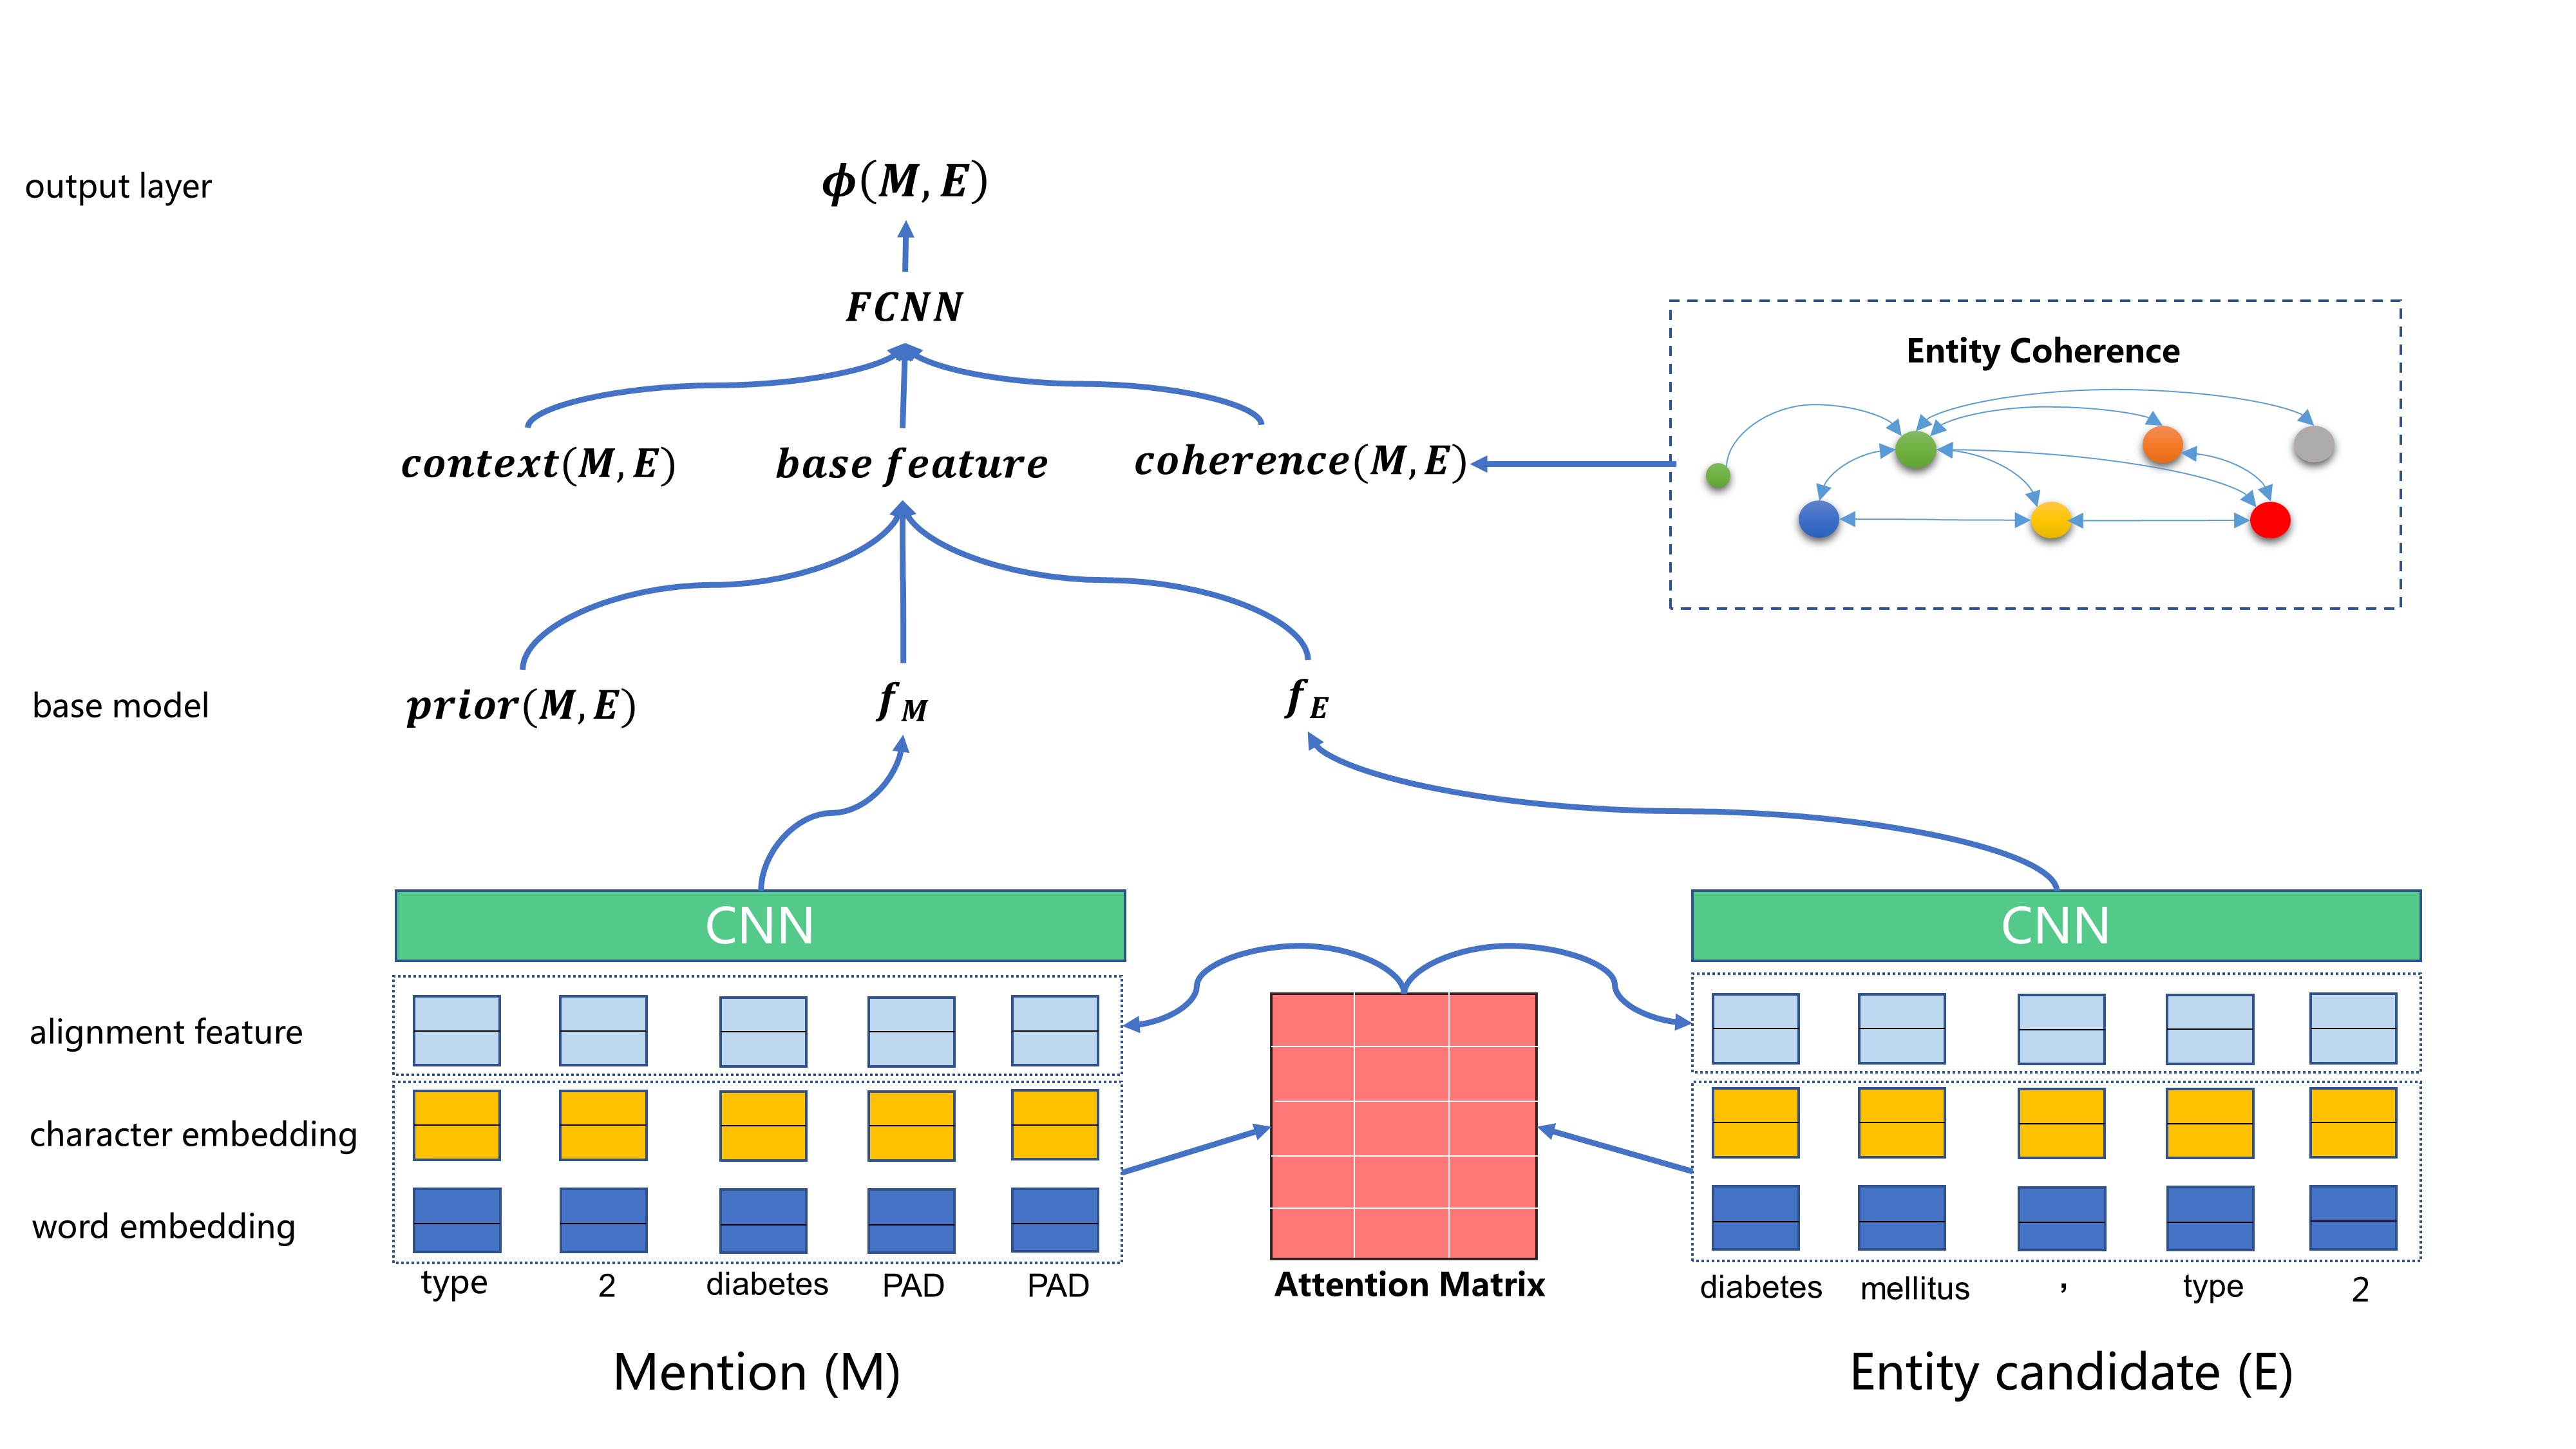 output layer
ϕ(M,E)
FCNN
Entity Coherence
context(M,E) base feature coherence(M,E)
base model
prior(M,E) f_M f_E
CNN CNN
alignment feature
character embedding
word embedding
type 2 diabetes PAD PAD
Attention Matrix
diabetes mellitus , type 2
Mention (M)
Entity candidate (E)